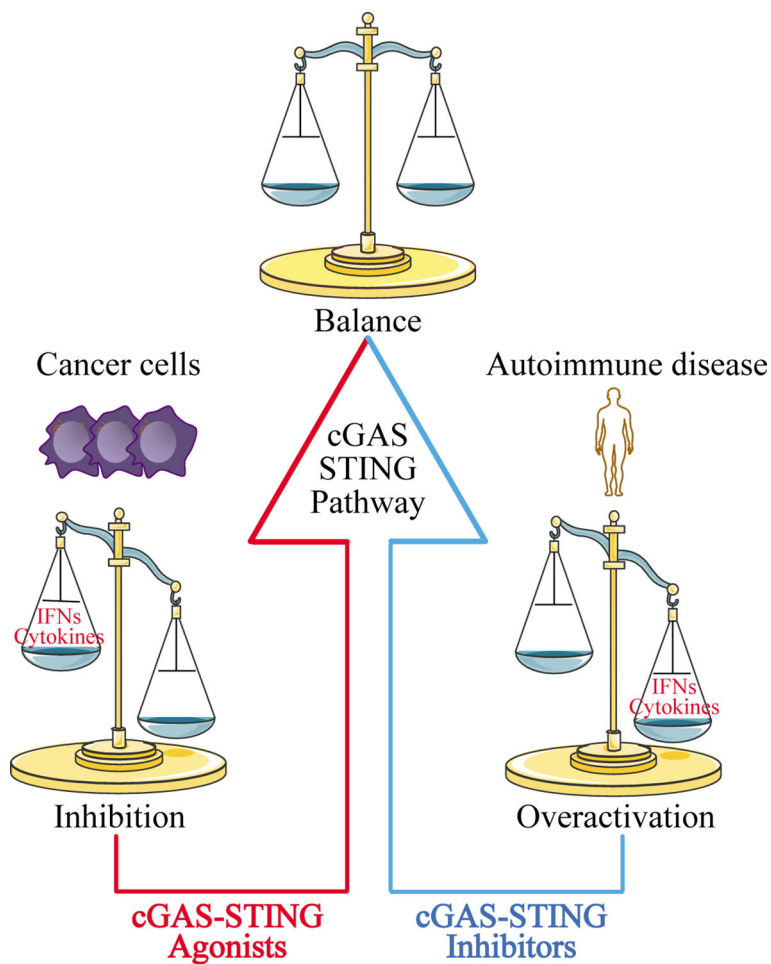 Balance
Cancer cells
Autoimmune disease
cGAS
STING
Pathway
IFNs
Cytokines
IFNs
Cytokines
Inhibition
Overactivation
cGAS-STING
Agonists
cGAS-STING
Inhibitors